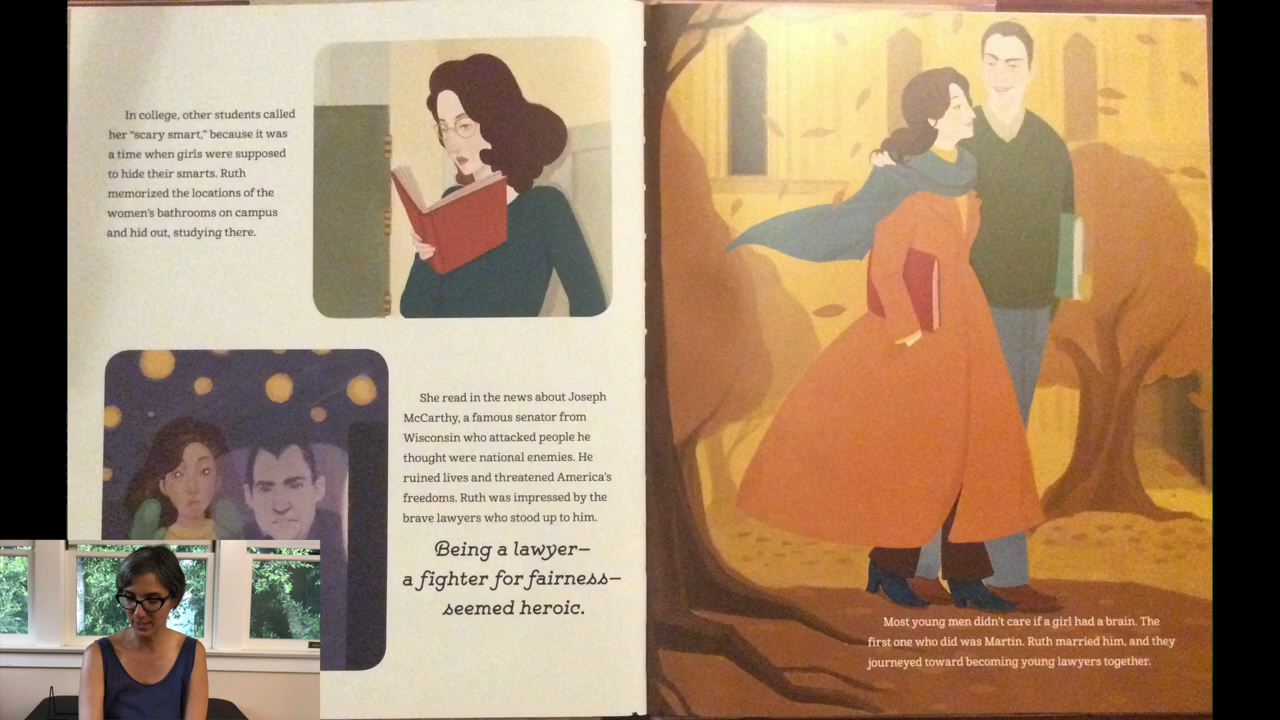 In college, other students called
her “scary smart,” because it was
a time when girls were supposed
to hide their smarts. Ruth
memorized the locations of the
women’s bathrooms on campus
and hid out, studying there.
She read in the news about Joseph
McCarthy, a famous senator from
Wisconsin who attacked people he
thought were national enemies. He
ruined lives and threatened America’s
freedoms. Ruth was impressed by the
brave lawyers who stood up to him.
Being a lawyer—
a fighter for fairness—
seemed heroic.
Most young men didn’t care if a girl had a brain. The
first one who did was Martin. Ruth married him, and they
journeyed toward becoming young lawyers together.